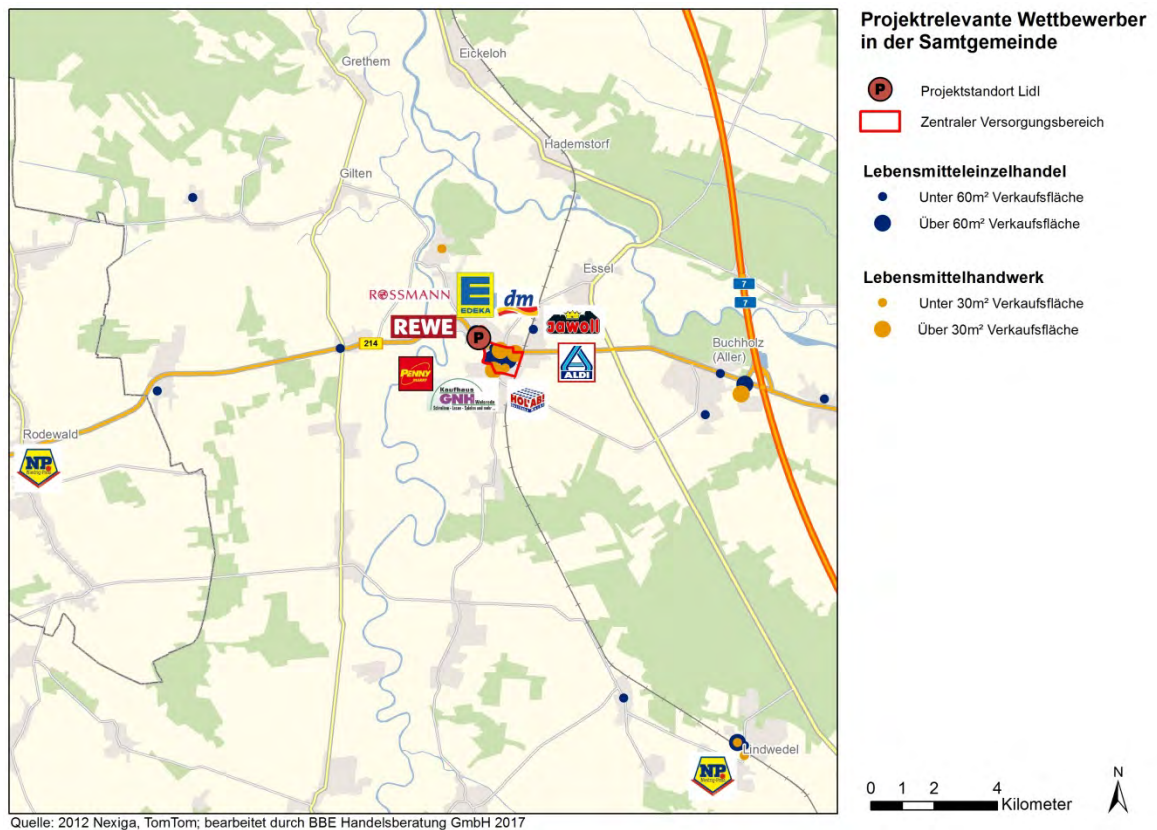 Projektrelevante Wettbewerber
in der Samtgemeinde
P Projektstandort Lidl
Zentraler Versorgungsbereich
Lebensmitteleinzelhandel
Unter 60m² Verkaufsfläche
Über 60m² Verkaufsfläche
Lebensmittelhandwerk
Unter 30m² Verkaufsfläche
Über 30m² Verkaufsfläche
Eickeloh
Grethem
Hademstorf
Gilten
Essel
7
7
ROSSMANN
E
EDEKA
dm
REWE
Jawoll
P
214
Buchholz
(Aller)
PENNY
ALDI
Kaufhaus
GNH
HOL'AB!
Rodewald
NP
Lindwedel
NP
N
0 1 2 4
Kilometer
Quelle: 2012 Nexiga, TomTom; bearbeitet durch BBE Handelsberatung GmbH 2017